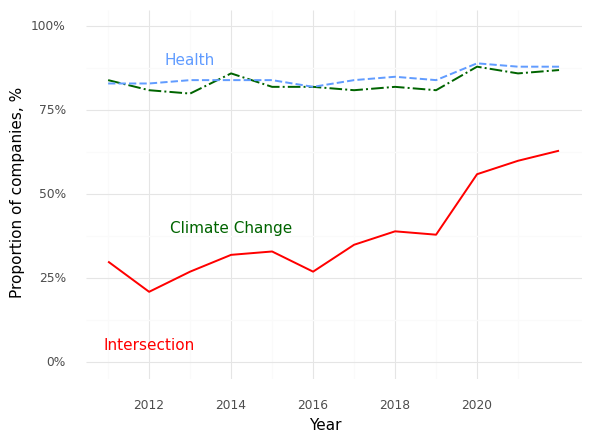 100%
75%
50%
25%
0%
Proportion of companies, %
Health
Climate Change
Intersection
2012 2014 2016 2018 2020
Year